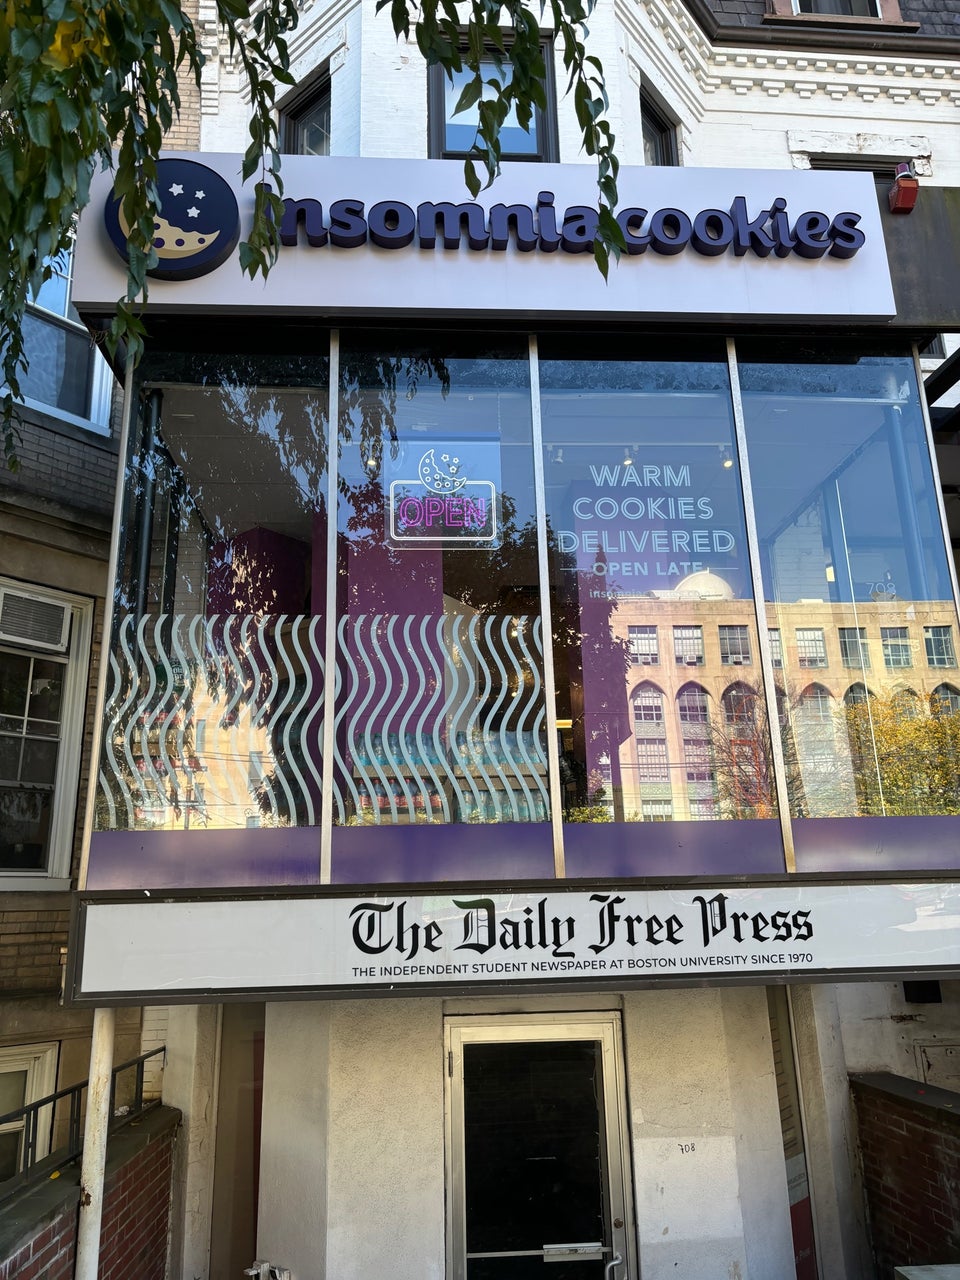 insomnia cookies
OPEN
WARM
COOKIES
DELIVERED
OPEN LATE
708
The Daily Free Press
THE INDEPENDENT STUDENT NEWSPAPER AT BOSTON UNIVERSITY SINCE 1970
708